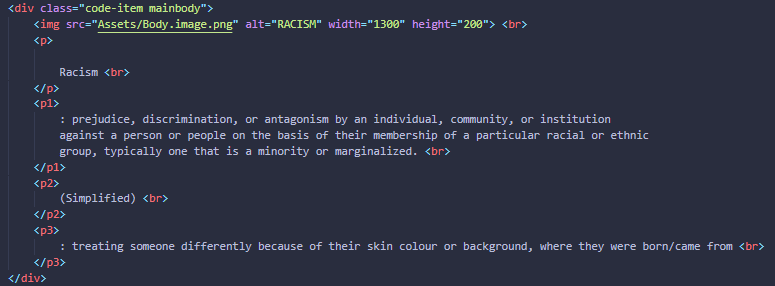 <div class="code-item mainbody">
<img src="Assets/Body.image.png" alt="RACISM" width="1300" height="200"> <br>
<p>
Racism <br>
</p>
<p1>
: prejudice, discrimination, or antagonism by an individual, community, or institution
against a person or people on the basis of their membership of a particular racial or ethnic
group, typically one that is a minority or marginalized. <br>
</p1>
<p2>
(Simplified) <br>
</p2>
<p3>
: treating someone differently because of their skin colour or background, where they were born/came from <br>
</p3>
</div>